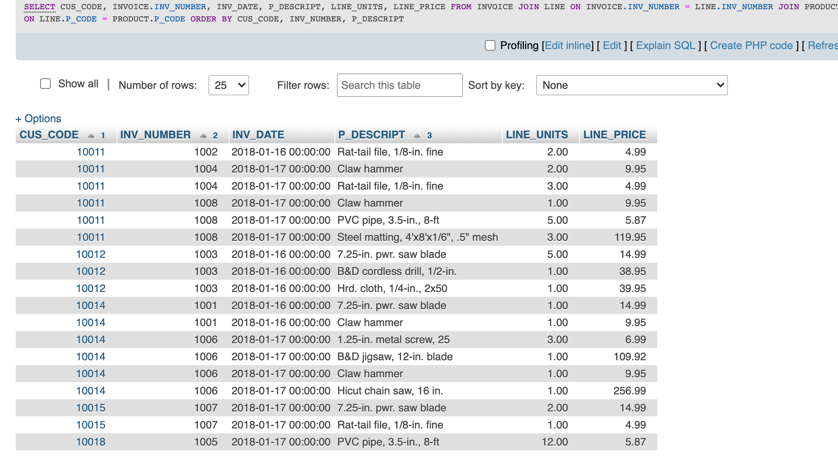 SELECT CUS_CODE, INVOICE.INV_NUMBER, INV_DATE, P_DESCRIPT, LINE_UNITS, LINE_PRICE FROM INVOICE JOIN LINE ON INVOICE.INV_NUMBER = LINE.INV_NUMBER JOIN PRODUC
ON LINE.P_CODE = PRODUCT.P_CODE ORDER BY CUS_CODE, INV_NUMBER, P_DESCRIPT
Profiling [Edit inline] [ Edit ] [ Explain SQL ] [ Create PHP code ] [ Refres
Show all | Number of rows: 25 Filter rows: Search this table Sort by key: None
+ Options
CUS_CODE 1 INV_NUMBER 2 INV_DATE P_DESCRIPT 3 LINE_UNITS LINE_PRICE
10011 1002 2018-01-16 00:00:00 Rat-tail file, 1/8-in. fine 2.00 4.99
10011 1004 2018-01-17 00:00:00 Claw hammer 2.00 9.95
10011 1004 2018-01-17 00:00:00 Rat-tail file, 1/8-in. fine 3.00 4.99
10011 1008 2018-01-17 00:00:00 Claw hammer 1.00 9.95
10011 1008 2018-01-17 00:00:00 PVC pipe, 3.5-in., 8-ft 5.00 5.87
10011 1008 2018-01-17 00:00:00 Steel matting, 4'x8'x1/6", .5" mesh 3.00 119.95
10012 1003 2018-01-16 00:00:00 7.25-in. pwr. saw blade 5.00 14.99
10012 1003 2018-01-16 00:00:00 B&D cordless drill, 1/2-in. 1.00 38.95
10012 1003 2018-01-16 00:00:00 Hrd. cloth, 1/4-in., 2x50 1.00 39.95
10014 1001 2018-01-16 00:00:00 7.25-in. pwr. saw blade 1.00 14.99
10014 1001 2018-01-16 00:00:00 Claw hammer 1.00 9.95
10014 1006 2018-01-17 00:00:00 1.25-in. metal screw, 25 3.00 6.99
10014 1006 2018-01-17 00:00:00 B&D jigsaw, 12-in. blade 1.00 109.92
10014 1006 2018-01-17 00:00:00 Claw hammer 1.00 9.95
10014 1006 2018-01-17 00:00:00 Hicut chain saw, 16 in. 1.00 256.99
10015 1007 2018-01-17 00:00:00 7.25-in. pwr. saw blade 2.00 14.99
10015 1007 2018-01-17 00:00:00 Rat-tail file, 1/8-in. fine 1.00 4.99
10018 1005 2018-01-17 00:00:00 PVC pipe, 3.5-in., 8-ft 12.00 5.87